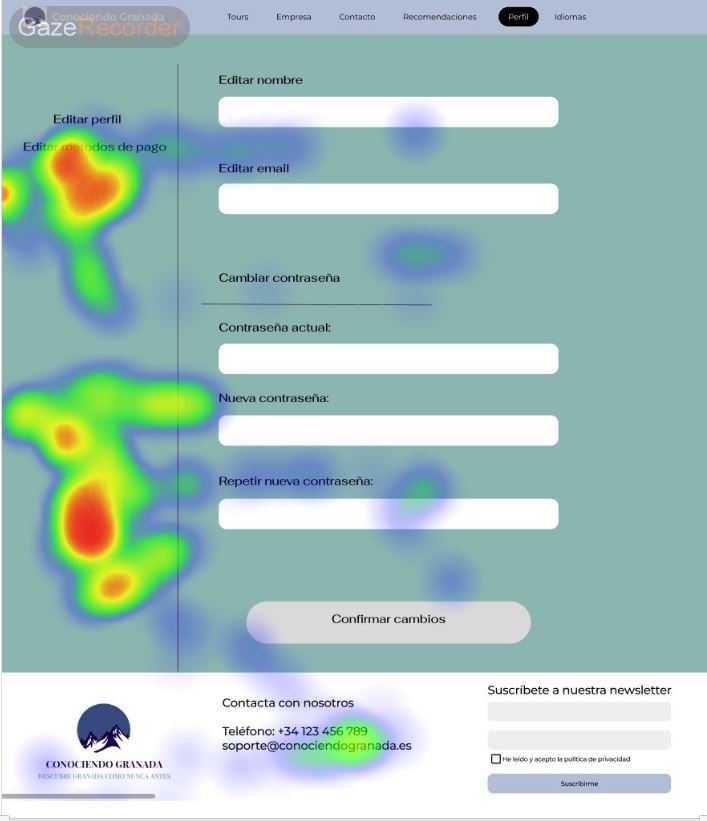 Conociendo Granada
GazeRecorder
Tours
Empresa
Contacto
Recomendaciones
Perfil
Idiomas
Editar perfil
Editar métodos de pago
Editar nombre
Editar email
Cambiar contraseña
Contraseña actual:
Nueva contraseña:
Repetir nueva contraseña:
Confirmar cambios
CONOCIENDO GRANADA
DESCUBRE GRANADA COMO NUNCA ANTES
Contacta con nosotros
Teléfono: +34 123 456 789
soporte@conociendogranada.es
Suscríbete a nuestra newsletter
He leído y acepto la política de privacidad
Suscribirme